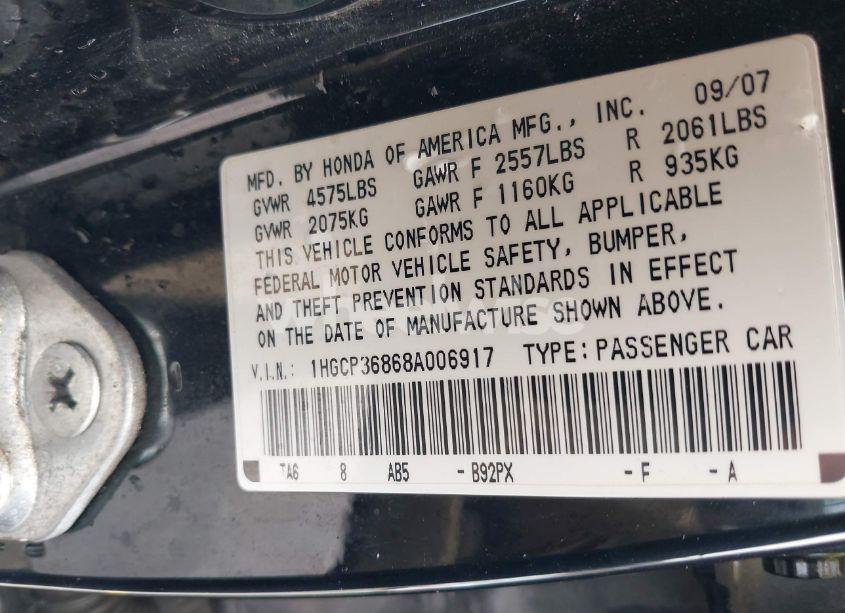 MFD. BY HONDA OF AMERICA MFG., INC. 09/07
GVWR 4575LBS GAWR F 2557LBS R 2061LBS
GVWR 2075KG GAWR F 1160KG R 935KG
THIS VEHICLE CONFORMS TO ALL APPLICABLE
FEDERAL MOTOR VEHICLE SAFETY, BUMPER,
AND THEFT PREVENTION STANDARDS IN EFFECT
ON THE DATE OF MANUFACTURE SHOWN ABOVE.
V.I.N.: 1HGCP36868A006917 TYPE: PASSENGER CAR
TA6 8 AB5 -B92PX -F -A